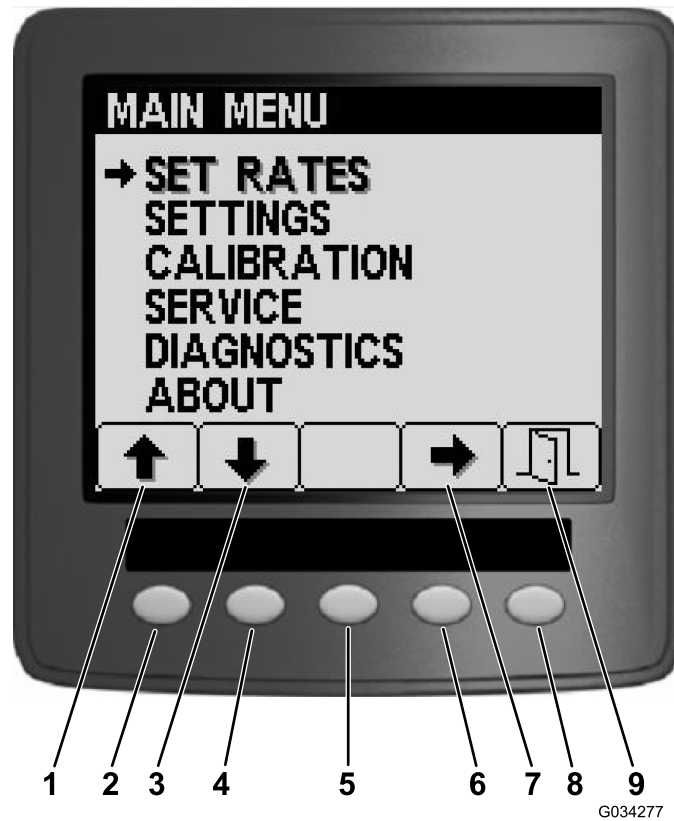 MAIN MENU
SET RATES
SETTINGS
CALIBRATION
SERVICE
DIAGNOSTICS
ABOUT
1 2 3 4 5 6 7 8 9
G034277